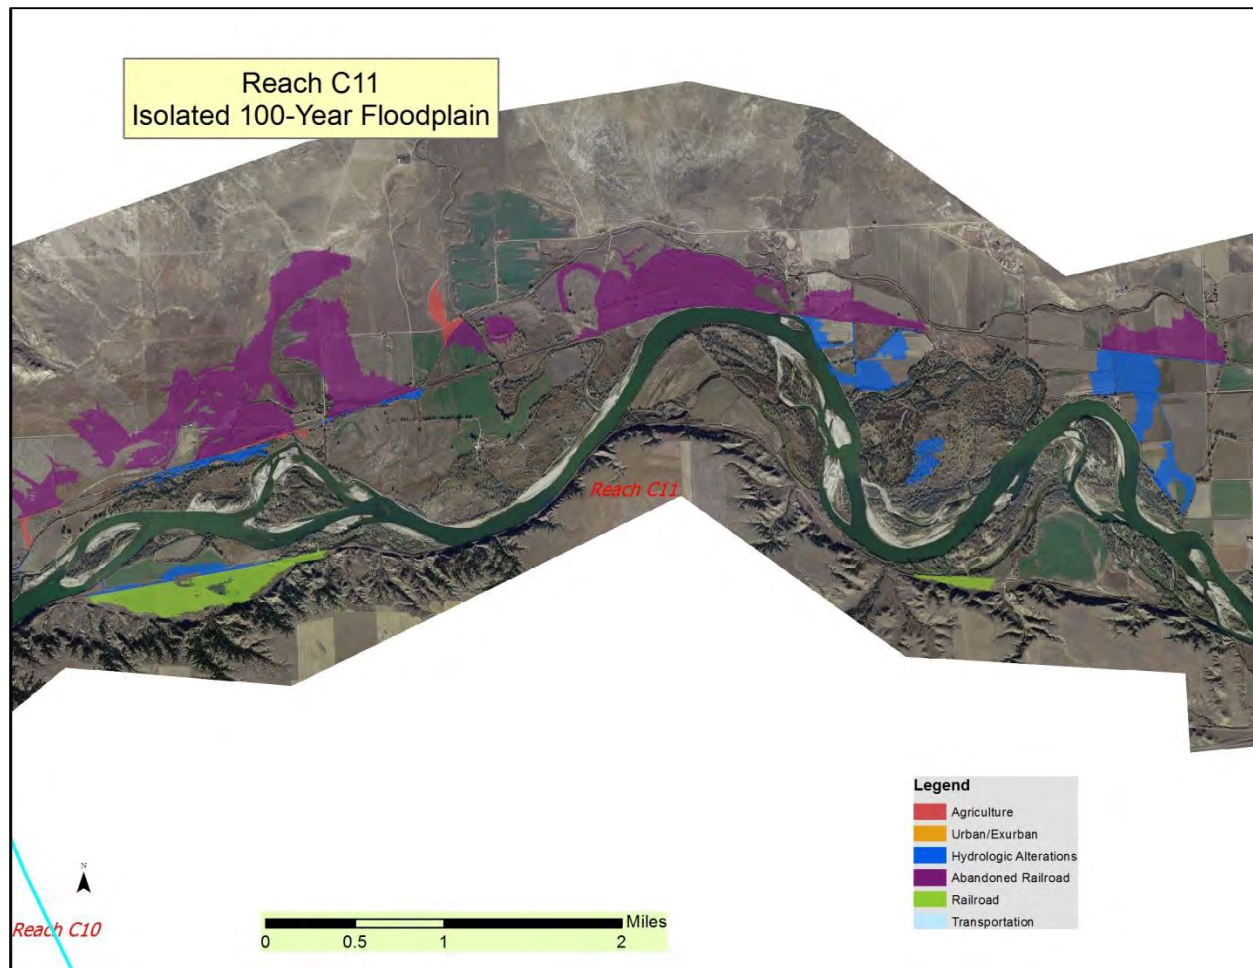 Reach C11
Isolated 100-Year Floodplain
Reach C11
Legend
Agriculture
Urban/Exurban
Hydrologic Alterations
Abandoned Railroad
Railroad
Transportation
N
Reach C10
Miles
0 0.5 1 2